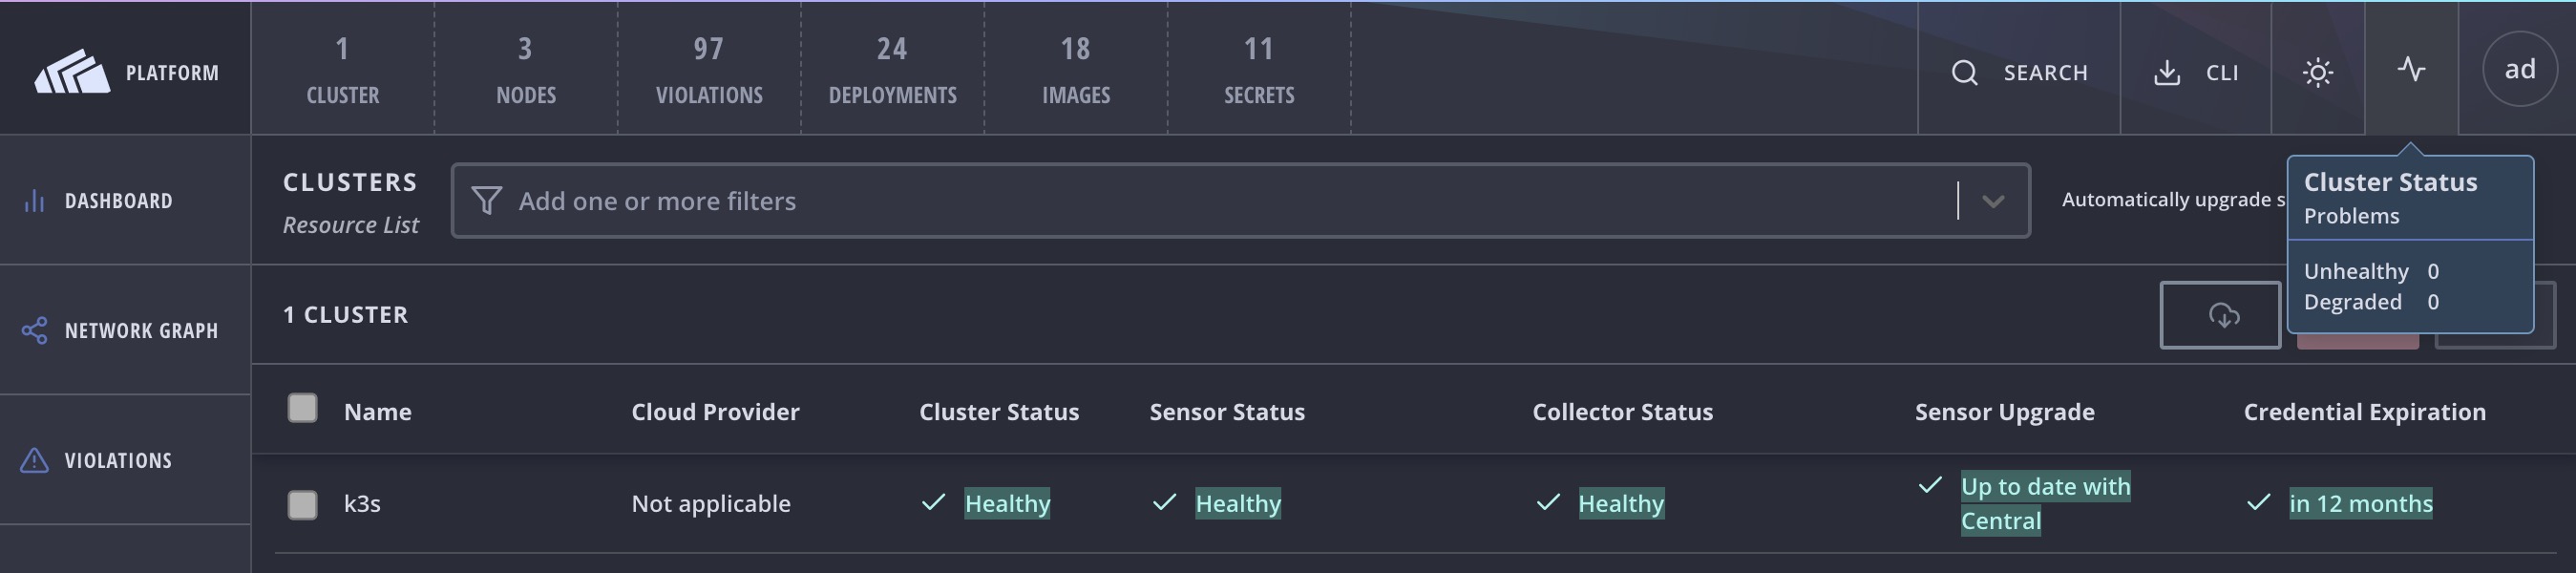 PLATFORM
1
CLUSTER
3
NODES
97
VIOLATIONS
24
DEPLOYMENTS
18
IMAGES
11
SECRETS
SEARCH
CLI
ad
DASHBOARD
NETWORK GRAPH
VIOLATIONS
CLUSTERS
Resource List
Add one or more filters
Automatically upgrade s
Cluster Status
Problems
Unhealthy 0
Degraded 0
1 CLUSTER
Name Cloud Provider Cluster Status Sensor Status Collector Status Sensor Upgrade Credential Expiration
k3s Not applicable Healthy Healthy Healthy Up to date with Central in 12 months